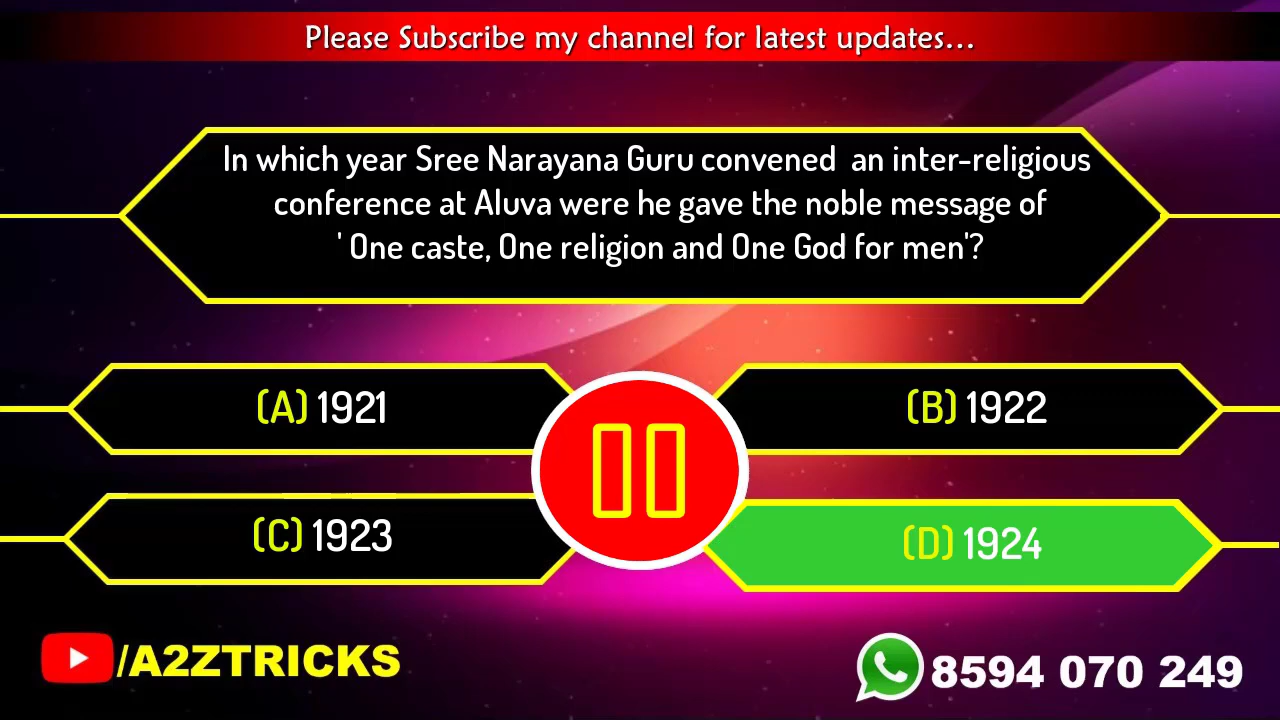 Please Subscribe my channel for latest updates...
In which year Sree Narayana Guru convened an inter-religious
conference at Aluva were he gave the noble message of
' One caste, One religion and One God for men'?
(A) 1921
(B) 1922
(C) 1923
(D) 1924
/A2ZTRICKS
8594 070 249